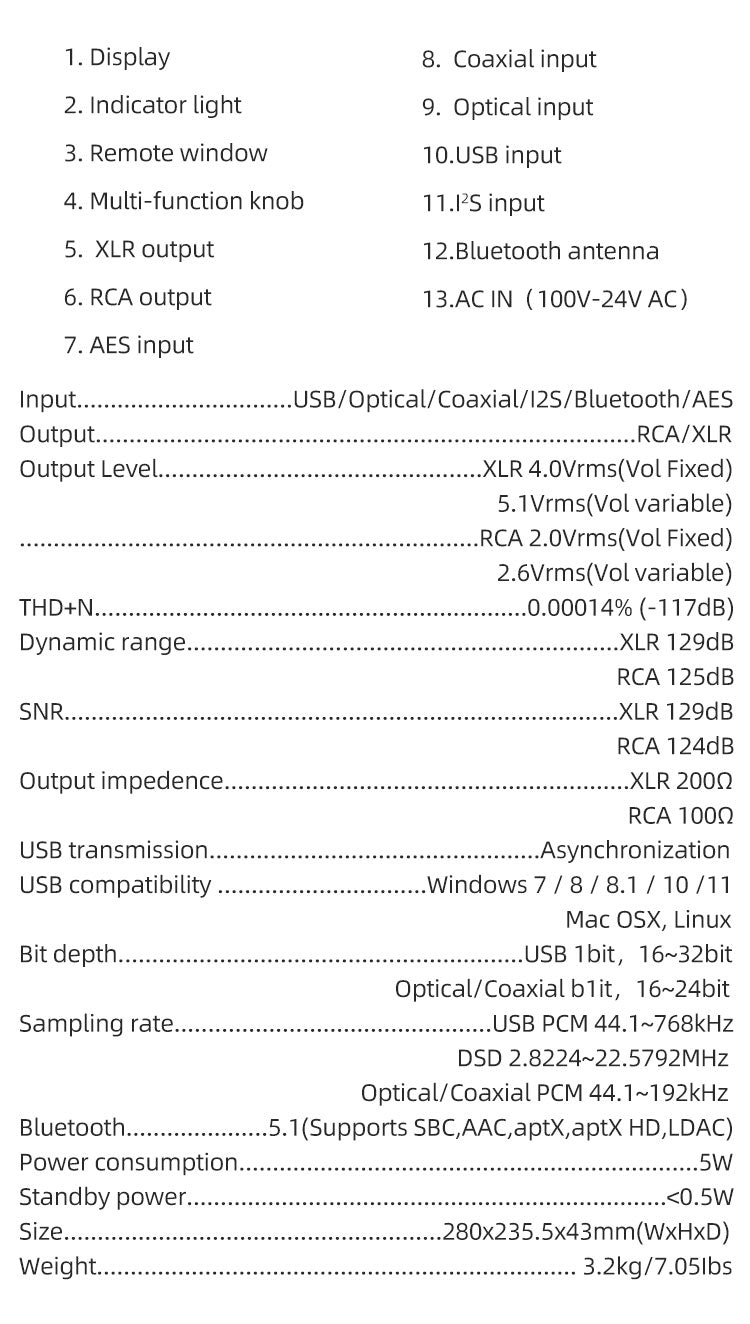 1. Display
2. Indicator light
3. Remote window
4. Multi-function knob
5. XLR output
6. RCA output
7. AES input
8. Coaxial input
9. Optical input
10.USB input
11.I²S input
12.Bluetooth antenna
13.AC IN（100V-24V AC）
Input................................USB/Optical/Coaxial/I2S/Bluetooth/AES
Output................................................................................RCA/XLR
Output Level................................................XLR 4.0Vrms(Vol Fixed)
5.1Vrms(Vol variable)
....................................................................RCA 2.0Vrms(Vol Fixed)
2.6Vrms(Vol variable)
THD+N................................................................0.00014% (-117dB)
Dynamic range................................................................XLR 129dB
RCA 125dB
SNR..................................................................................XLR 129dB
RCA 124dB
Output impedence............................................................XLR 200Ω
RCA 100Ω
USB transmission.................................................Asynchronization
USB compatibility ...............................Windows 7 / 8 / 8.1 / 10 /11
Mac OSX, Linux
Bit depth............................................................USB 1bit，16~32bit
Optical/Coaxial b1it，16~24bit
Sampling rate...............................................USB PCM 44.1~768kHz
DSD 2.8224~22.5792MHz
Optical/Coaxial PCM 44.1~192kHz
Bluetooth.....................5.1(Supports SBC,AAC,aptX,aptX HD,LDAC)
Power consumption....................................................................5W
Standby power.......................................................................<0.5W
Size........................................................280x235.5x43mm(WxHxD)
Weight....................................................................... 3.2kg/7.05lbs